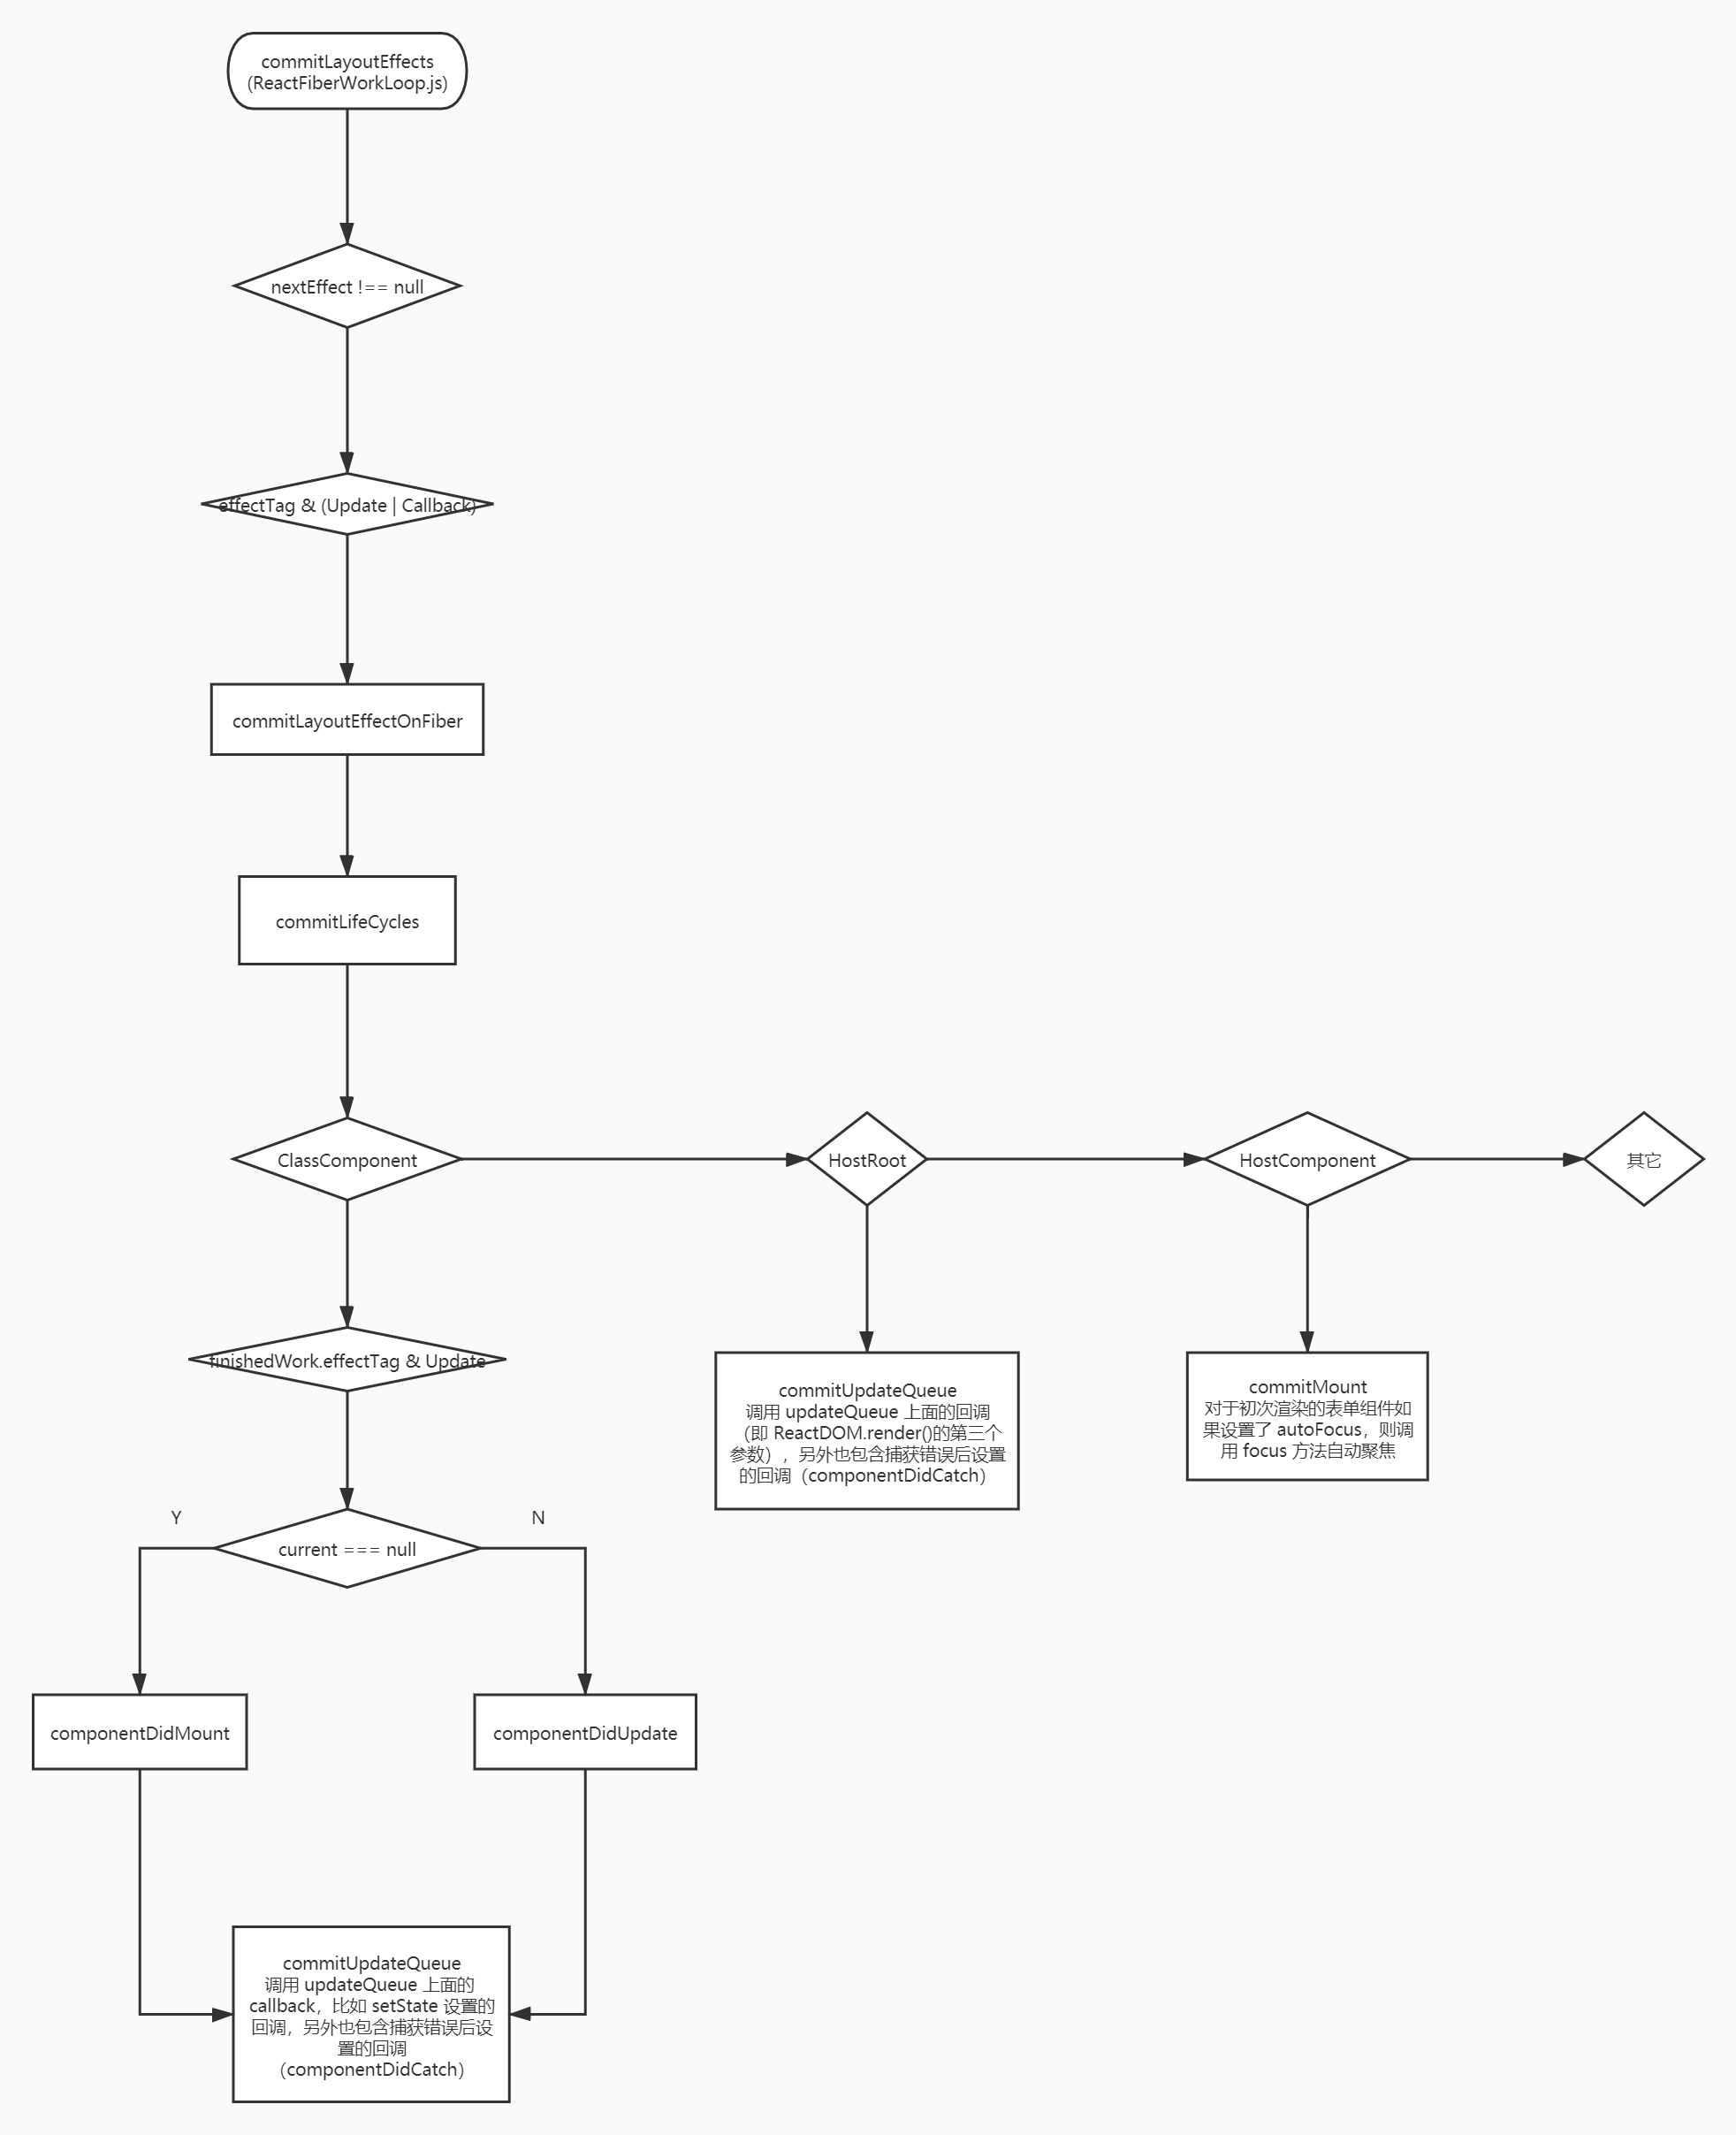 commitLayoutEffects
(ReactFiberWorkLoop.js)
nextEffect !== null
effectTag & (Update | Callback)
commitLayoutEffectOnFiber
commitLifeCycles
ClassComponent
HostRoot
HostComponent
其它
finishedWork.effectTag & Update
commitUpdateQueue
调用 updateQueue 上面的回调
（即 ReactDOM.render()的第三个
参数），另外也包含捕获错误后设置
的回调（componentDidCatch）
commitMount
对于初次渲染的表单组件如
果设置了 autoFocus，则调
用 focus 方法自动聚焦
Y
N
current === null
componentDidMount
componentDidUpdate
commitUpdateQueue
调用 updateQueue 上面的
callback，比如 setState 设置的
回调，另外也包含捕获错误后设
置的回调
（componentDidCatch）